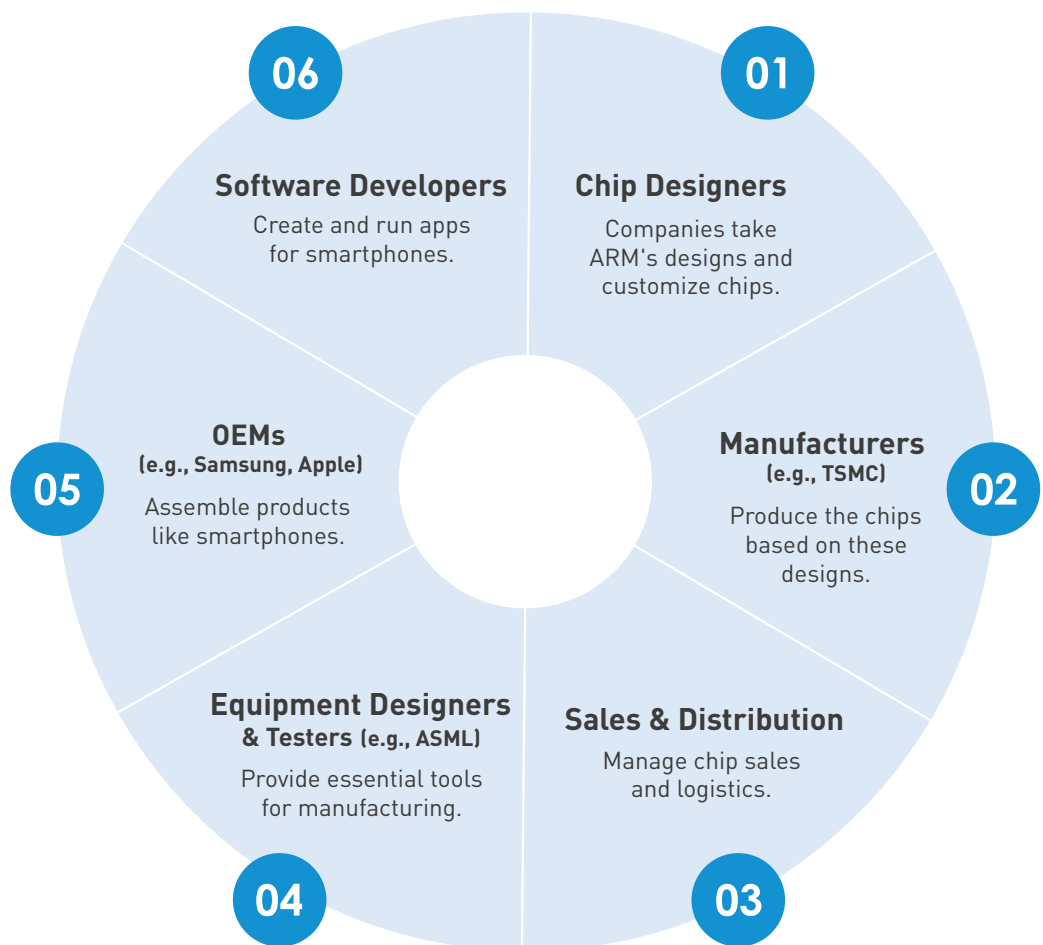 01
Chip Designers
Companies take
ARM's designs and
customize chips.
02
Manufacturers
(e.g., TSMC)
Produce the chips
based on these
designs.
03
Sales & Distribution
Manage chip sales
and logistics.
04
Equipment Designers
& Testers (e.g., ASML)
Provide essential tools
for manufacturing.
05
OEMs
(e.g., Samsung, Apple)
Assemble products
like smartphones.
06
Software Developers
Create and run apps
for smartphones.